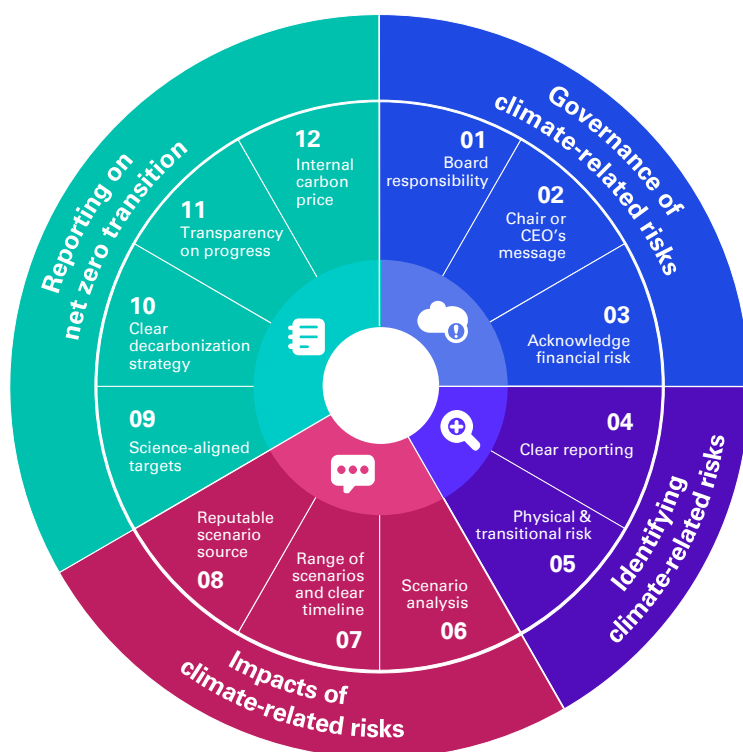 Governance of
climate-related risks
01
Board
responsibility
02
Chair or
CEO's
message
03
Acknowledge
financial risk
Identifying
climate-related risks
04
Clear reporting
Physical &
transitional risk
05
Impacts of
climate-related risks
Scenario
analysis
06
Range of
scenarios
and clear
timeline
07
Reputable
scenario
source
08
Reporting on
net zero transition
09
Science-aligned
targets
10
Clear
decarbonization
strategy
11
Transparency
on progress
12
Internal
carbon
price